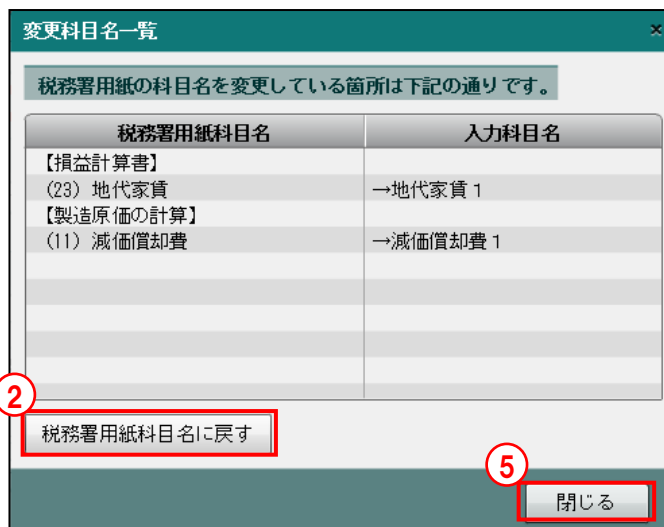 変更科目名一覧 ×
税務署用紙の科目名を変更している箇所は下記の通りです。
税務署用紙科目名 入力科目名
【損益計算書】
(23) 地代家賃 →地代家賃1
【製造原価の計算】
(11) 減価償却費 →減価償却費1
2
税務署用紙科目名に戻す
5
閉じる